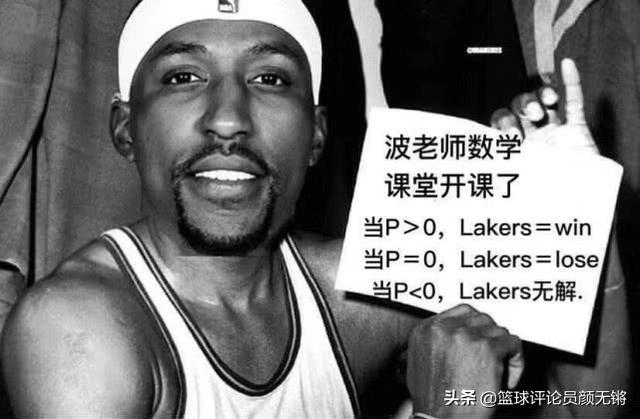 波老师数学
课堂开课了
当P＞0，Lakers＝win
当P＝0，Lakers＝lose
当P<0，Lakers无解.
头条 @篮球评论员颜无锵